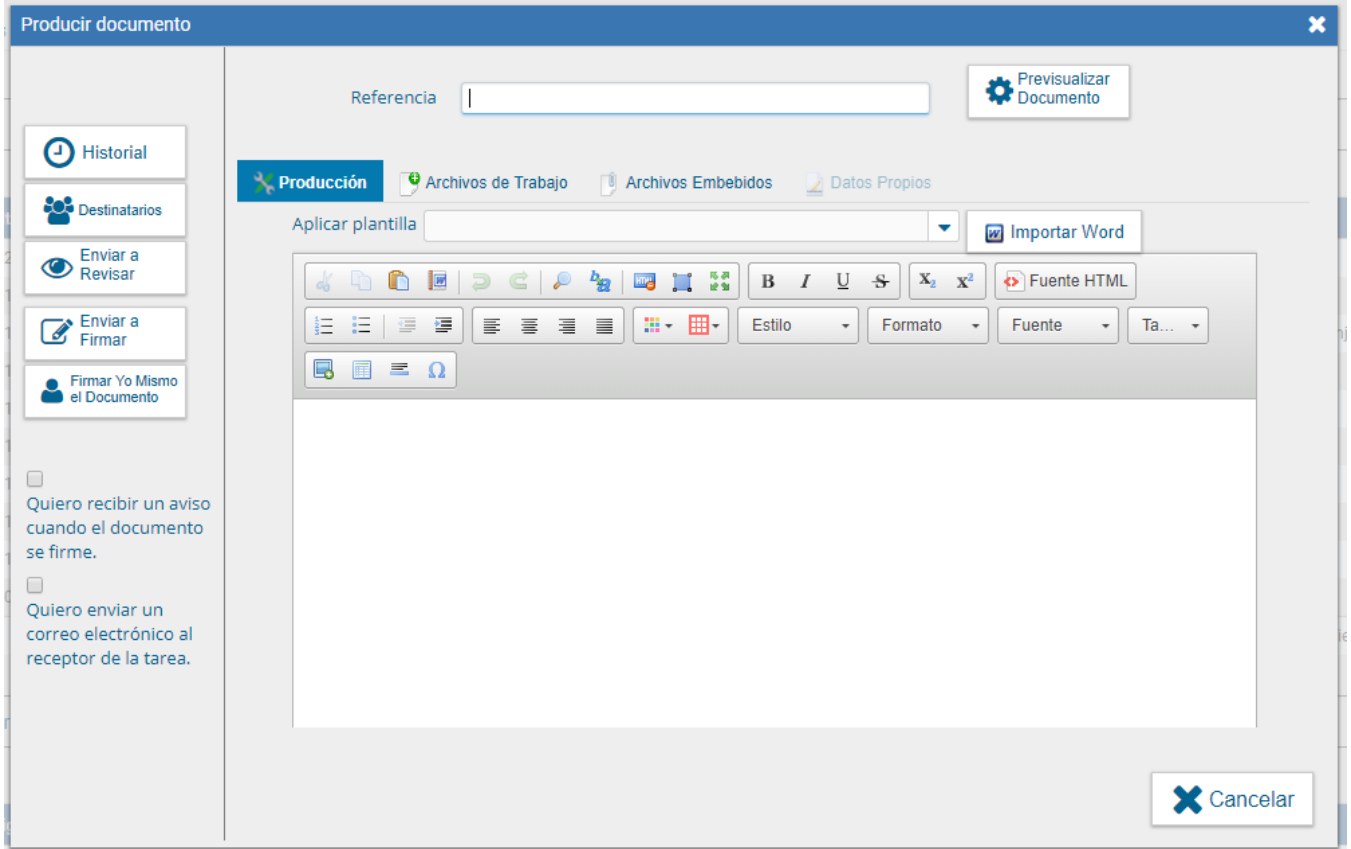 Producir documento
Referencia
Previsualizar
Documento
Historial
Destinatarios
Enviar a
Revisar
Enviar a
Firmar
Firmar Yo Mismo
el Documento
Quiero recibir un aviso
cuando el documento
se firme.
Quiero enviar un
correo electrónico al
receptor de la tarea.
Producción Archivos de Trabajo Archivos Embebidos Datos Propios
Aplicar plantilla Importar Word
B I U S X₂ X² Fuente HTML
Estilo Formato Fuente Ta...
Ω
Cancelar